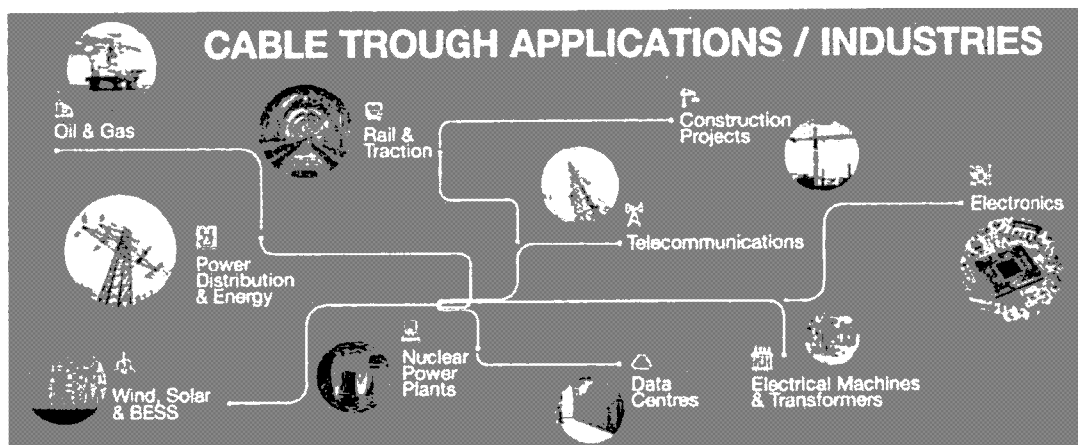 CABLE TROUGH APPLICATIONS / INDUSTRIES
Oil & Gas
Rail &
Traction
Construction
Projects
Electronics
Telecommunications
Power
Distribution
& Energy
Nuclear
Power
Plants
Wind, Solar
& BESS
Data
Centres
Electrical Machines
& Transformers